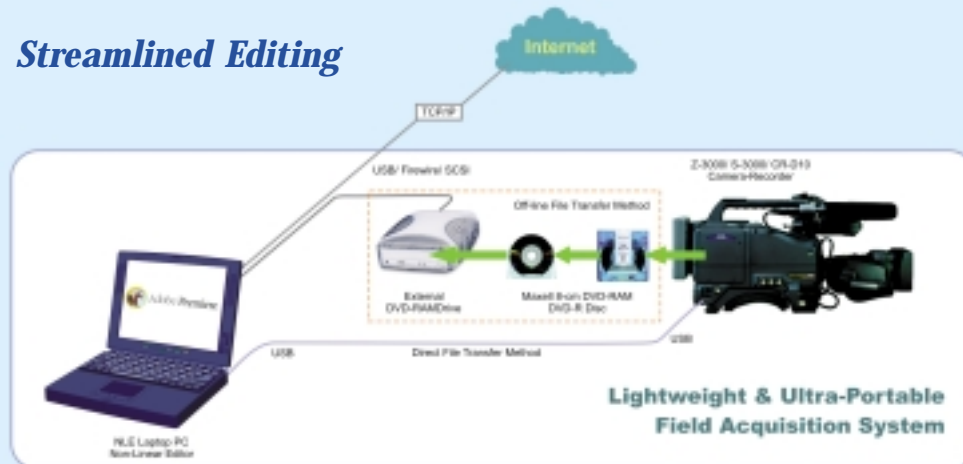 Streamlined Editing
Internet
TCP/IP
USB/ Firewire/ SCSI
Z-3000/ S-3000/ CR-D10
Camera-Recorder
Off-line File Transfer Method
Adobe Premiere
External
DVD-RAMDrive
Maxell 8-cm DVD-RAM
DVD-R Disc
USB
Direct File Transfer Method
USB
Lightweight & Ultra-Portable
Field Acquisition System
NLE Laptop PC
Non-Linear Editor